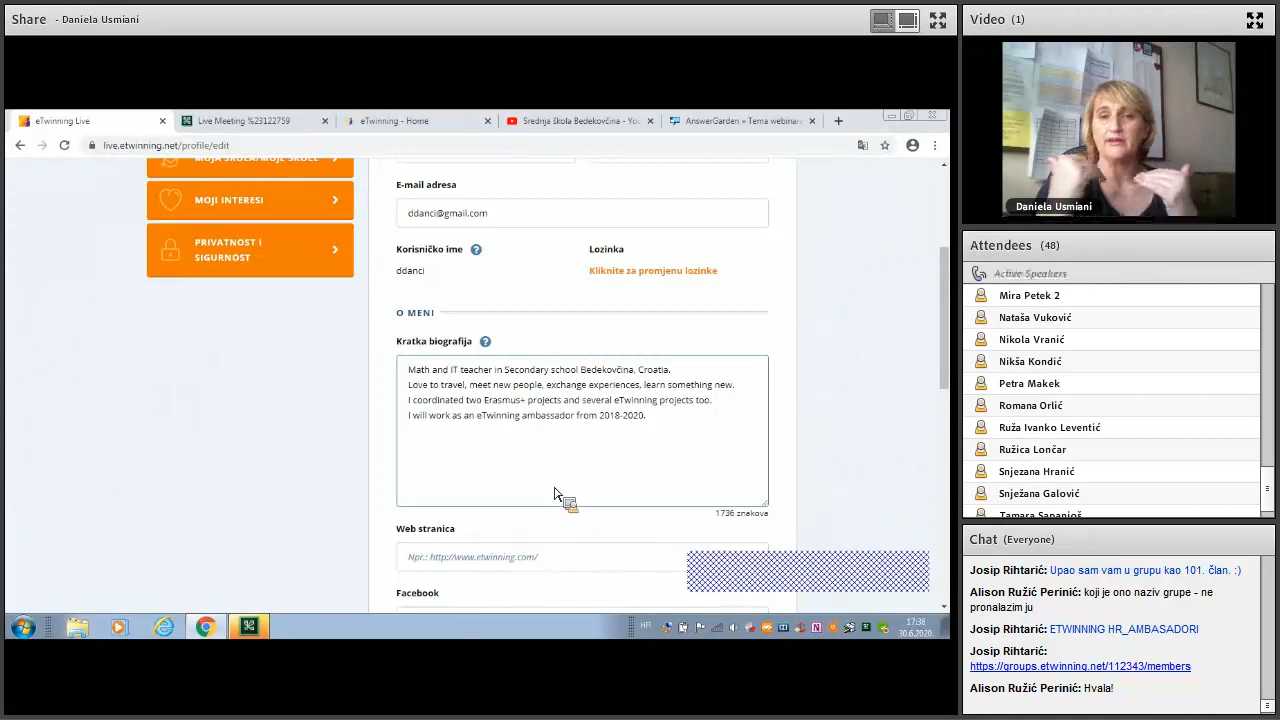 Share - Daniela Usmiani
eTwinning Live
Live Meeting %23122759
eTwinning - Home
Srednja škola Bedekovčina - You
AnswerGarden » Tema webinar
live.etwinning.net/profile/edit
MOJA ŠKOLA/MOJE ŠKOLE
MOJI INTERESI
PRIVATNOST I
SIGURNOST
E-mail adresa
ddanci@gmail.com
Korisničko ime
Lozinka
ddanci
Kliknite za promjenu lozinke
O MENI
Kratka biografija
Math and IT teacher in Secondary school Bedekovčina, Croatia.
Love to travel, meet new people, exchange experiences, learn something new.
I coordinated two Erasmus+ projects and several eTwinning projects too.
I will work as an eTwinning ambassador from 2018-2020.
1736 znakova
Web stranica
Npr.: http://www.etwinning.com/
Facebook
HR
17:38
30.6.2020.
Video (1)
Daniela Usmiani
Attendees (48)
Active Speakers
Mira Petek 2
Nataša Vuković
Nikola Vranić
Nikša Kondić
Petra Makek
Romana Orlić
Ruža Ivanko Leventić
Ružica Lončar
Snjezana Hranić
Snježana Galović
Chat (Everyone)
Josip Rihtarić: Upao sam vam u grupu kao 101. član. :)
Alison Ružić Perinić: koji je ono naziv grupe - ne
pronalazim ju
Josip Rihtarić: ETWINNING HR_AMBASADORI
Josip Rihtarić:
https://groups.etwinning.net/112343/members
Alison Ružić Perinić: Hvala!